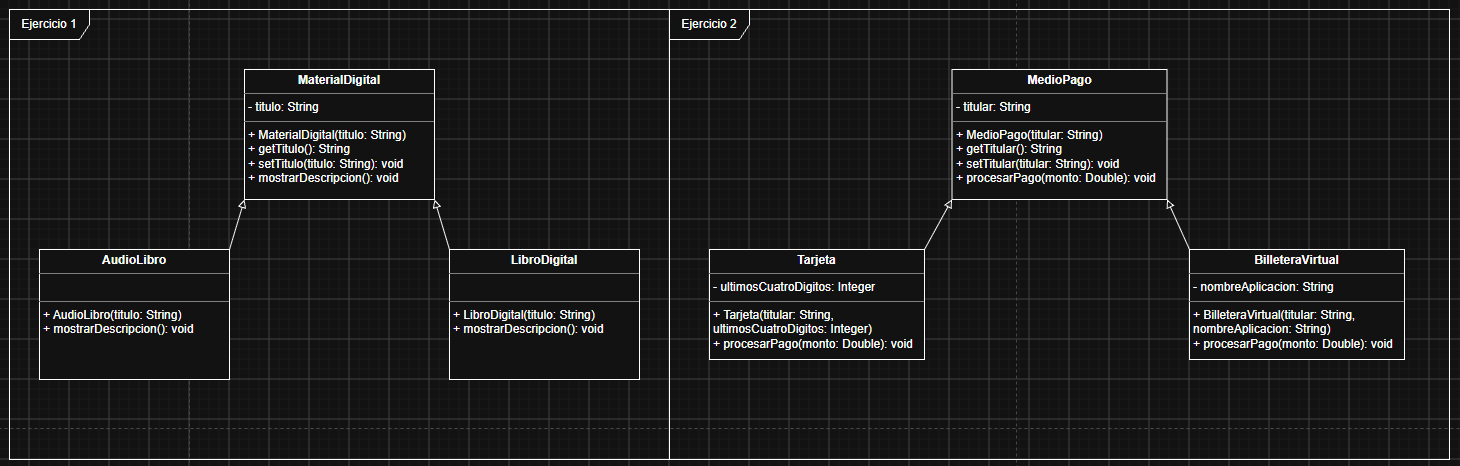 Ejercicio 1
MaterialDigital
- titulo: String
+ MaterialDigital(titulo: String)
+ getTitulo(): String
+ setTitulo(titulo: String): void
+ mostrarDescripcion(): void
AudioLibro
+ AudioLibro(titulo: String)
+ mostrarDescripcion(): void
LibroDigital
+ LibroDigital(titulo: String)
+ mostrarDescripcion(): void
Ejercicio 2
MedioPago
- titular: String
+ MedioPago(titular: String)
+ getTitular(): String
+ setTitular(titular: String): void
+ procesarPago(monto: Double): void
Tarjeta
- ultimosCuatroDigitos: Integer
+ Tarjeta(titular: String,
ultimosCuatroDigitos: Integer)
+ procesarPago(monto: Double): void
BilleteraVirtual
- nombreAplicacion: String
+ BilleteraVirtual(titular: String,
nombreAplicacion: String)
+ procesarPago(monto: Double): void